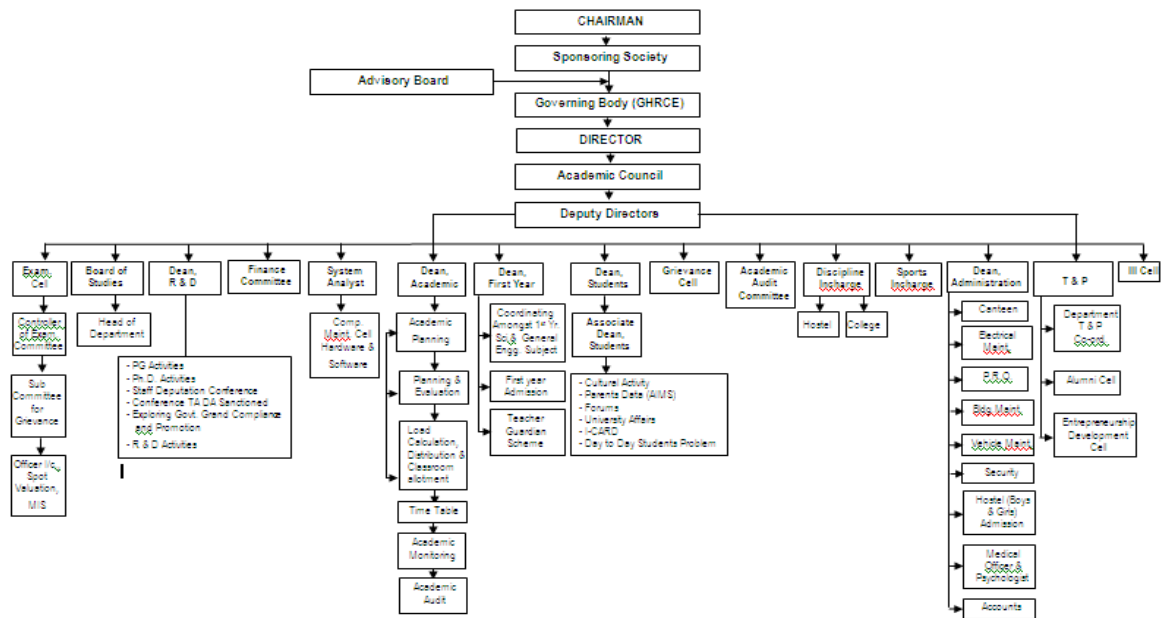 CHAIRMAN
Sponsoring Society
Advisory Board
Governing Body (GHRCE)
DIRECTOR
Academic Council
Deputy Directors
Exam.
Cell
Board of
Studies
Dean,
R & D
Finance
Committee
System
Analyst
Dean,
Academic
Dean,
First Year
Dean,
Students
Grievance
Cell
Academic
Audit
Committee
Discipline
Incharge
Sports
Incharge
Dean,
Administration
T & P
III Cell
Controller
of Exam.
Committee
Sub
Committee
for
Grievance
Officer I/c,
Spot
Valuation,
MIS
Head of
Department
- PG Activities
- Ph.D. Activities
- Staff Deputation Conference
- Conference TA DA Sanctioned
- Exploring Govt. Grand Compliance
and Promotion
- R & D Activities
Comp.
Maint. Cell
Hardware &
Software
Academic
Planning
Planning &
Evaluation
Load
Calculation,
Distribution &
Classroom
allotment
Time Table
Academic
Monitoring
Academic
Audit
Coordinating
Amongst 1st Yr.
Sci.& General
Engg. Subject
First year
Admission
Teacher
Guardian
Scheme
Associate
Dean,
Students
- Cultural Activity
- Parents Data (AIMS)
- Forums
- University Affairs
- I-CARD
- Day to Day Students Problem
Hostel
College
Canteen
Electrical
Maint.
P.R.O
Bldg.Maint.
Vehicle Maint.
Security
Hostel (Boys
& Girls)
Admission
Medical
Officer &
Psychologist
Accounts
Department
T & P
Co-ord.
Alumni Cell
Entrepreneurship
Development
Cell